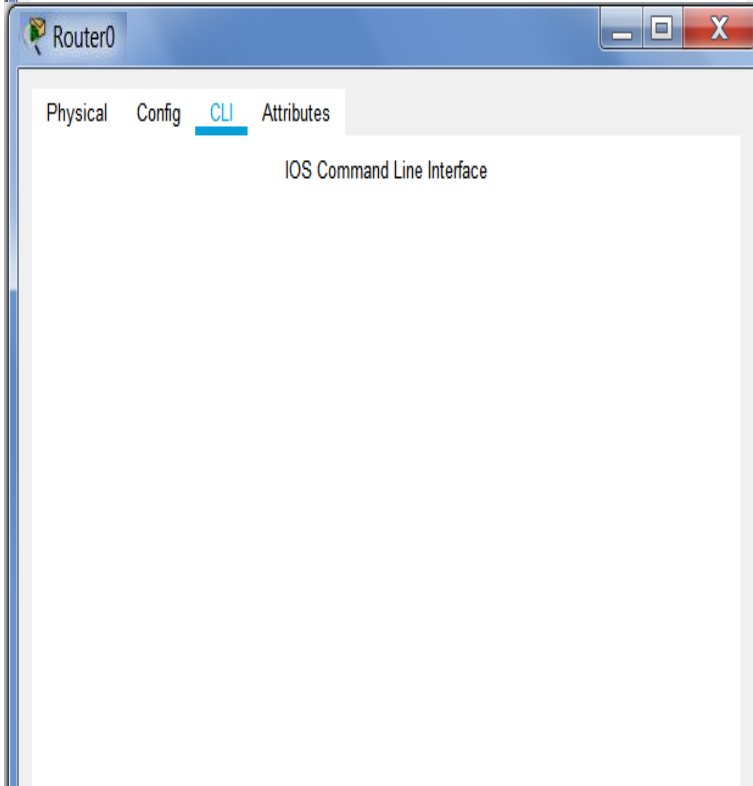 Router0
Physical Config CLI Attributes
IOS Command Line Interface